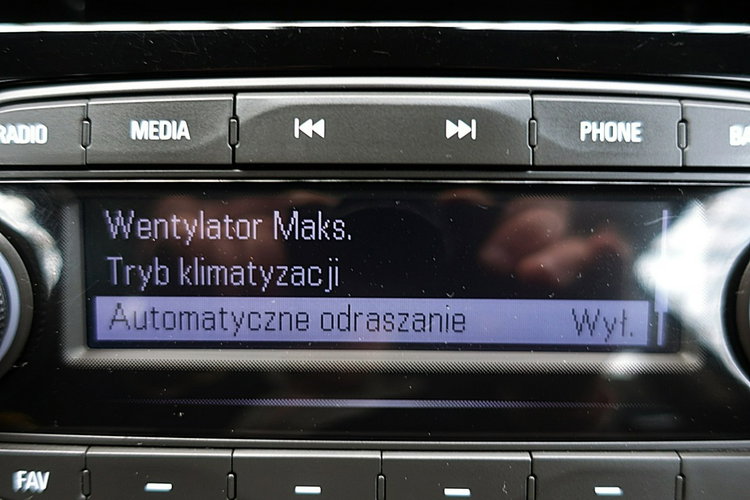 RADIO MEDIA PHONE
Wentylator Maks.
Tryb klimatyzacji
Automatyczne odraszanie Wył.
FAV